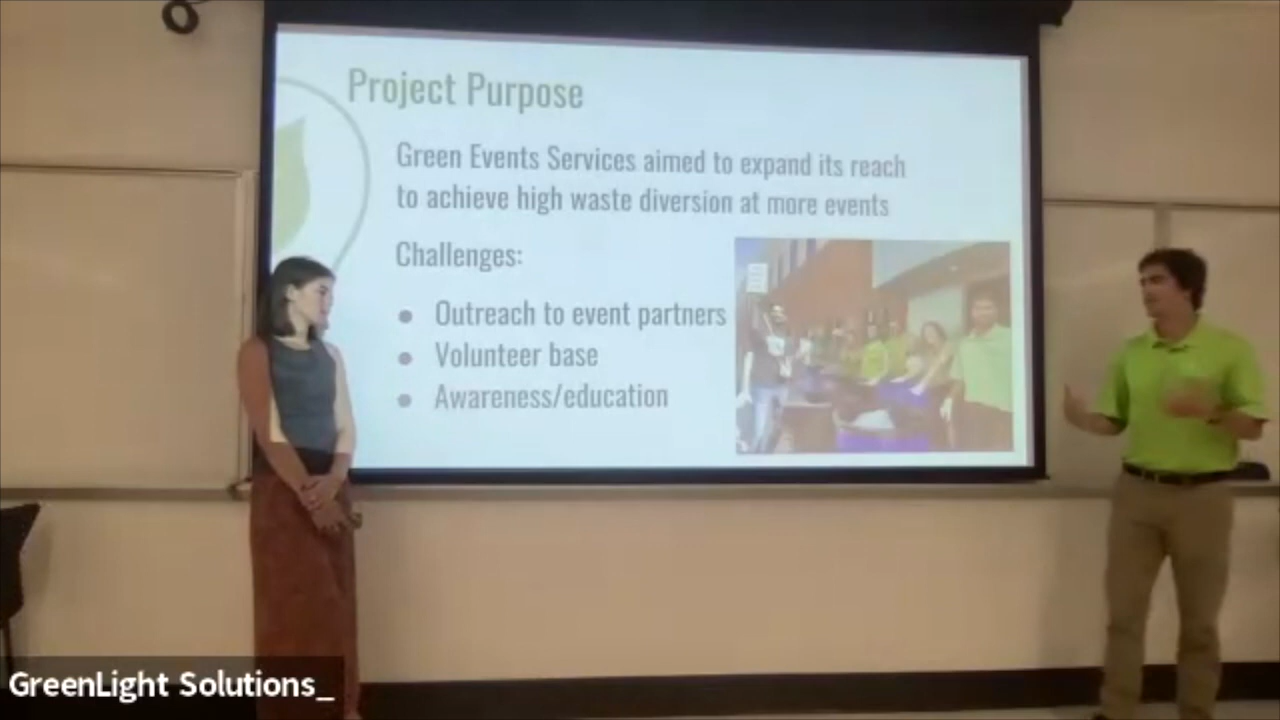 Project Purpose
Green Events Services aimed to expand its reach
to achieve high waste diversion at more events
Challenges:
● Outreach to event partners
● Volunteer base
● Awareness/education
GreenLight Solutions_